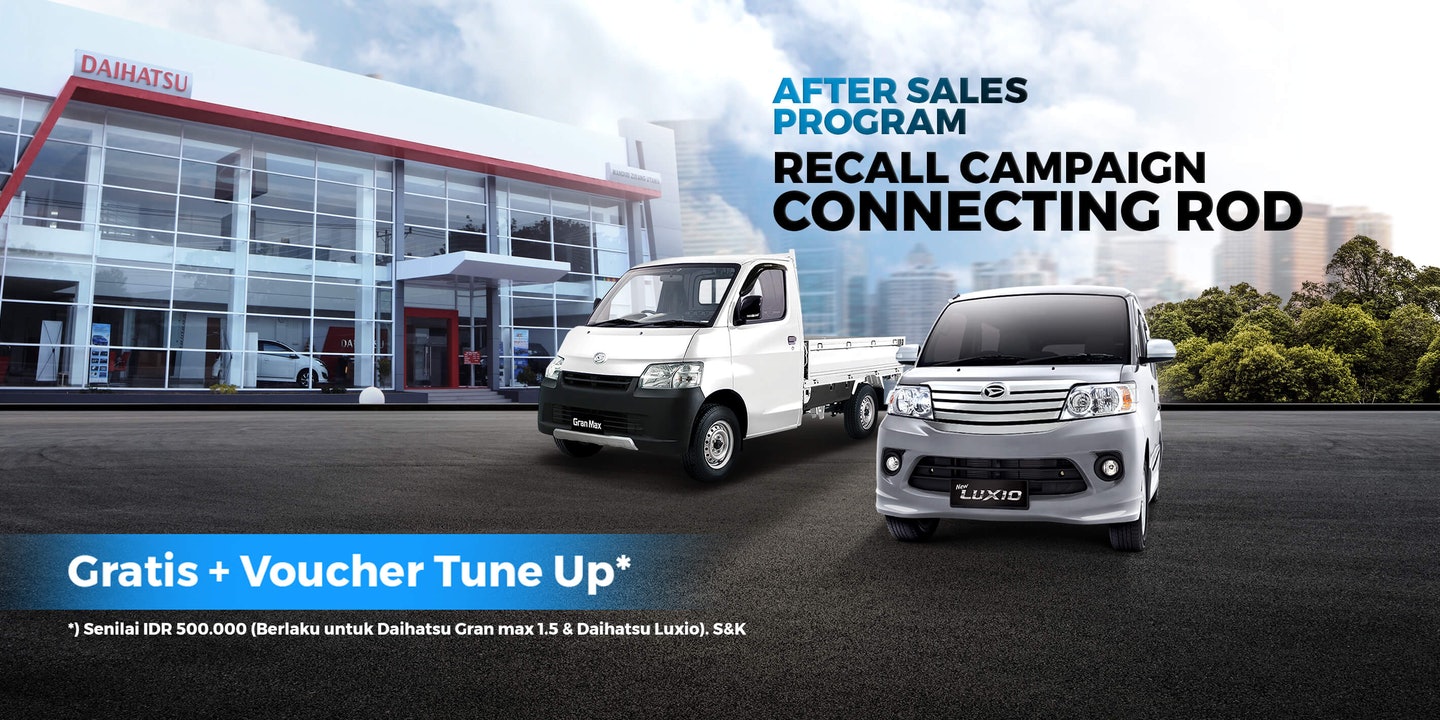 DAIHATSU
AFTER SALES
PROGRAM
RECALL CAMPAIGN
CONNECTING ROD
Gran Max
New
LUXIO
Gratis + Voucher Tune Up*
*) Senilai IDR 500.000 (Berlaku untuk Daihatsu Gran max 1.5 & Daihatsu Luxio). S&K